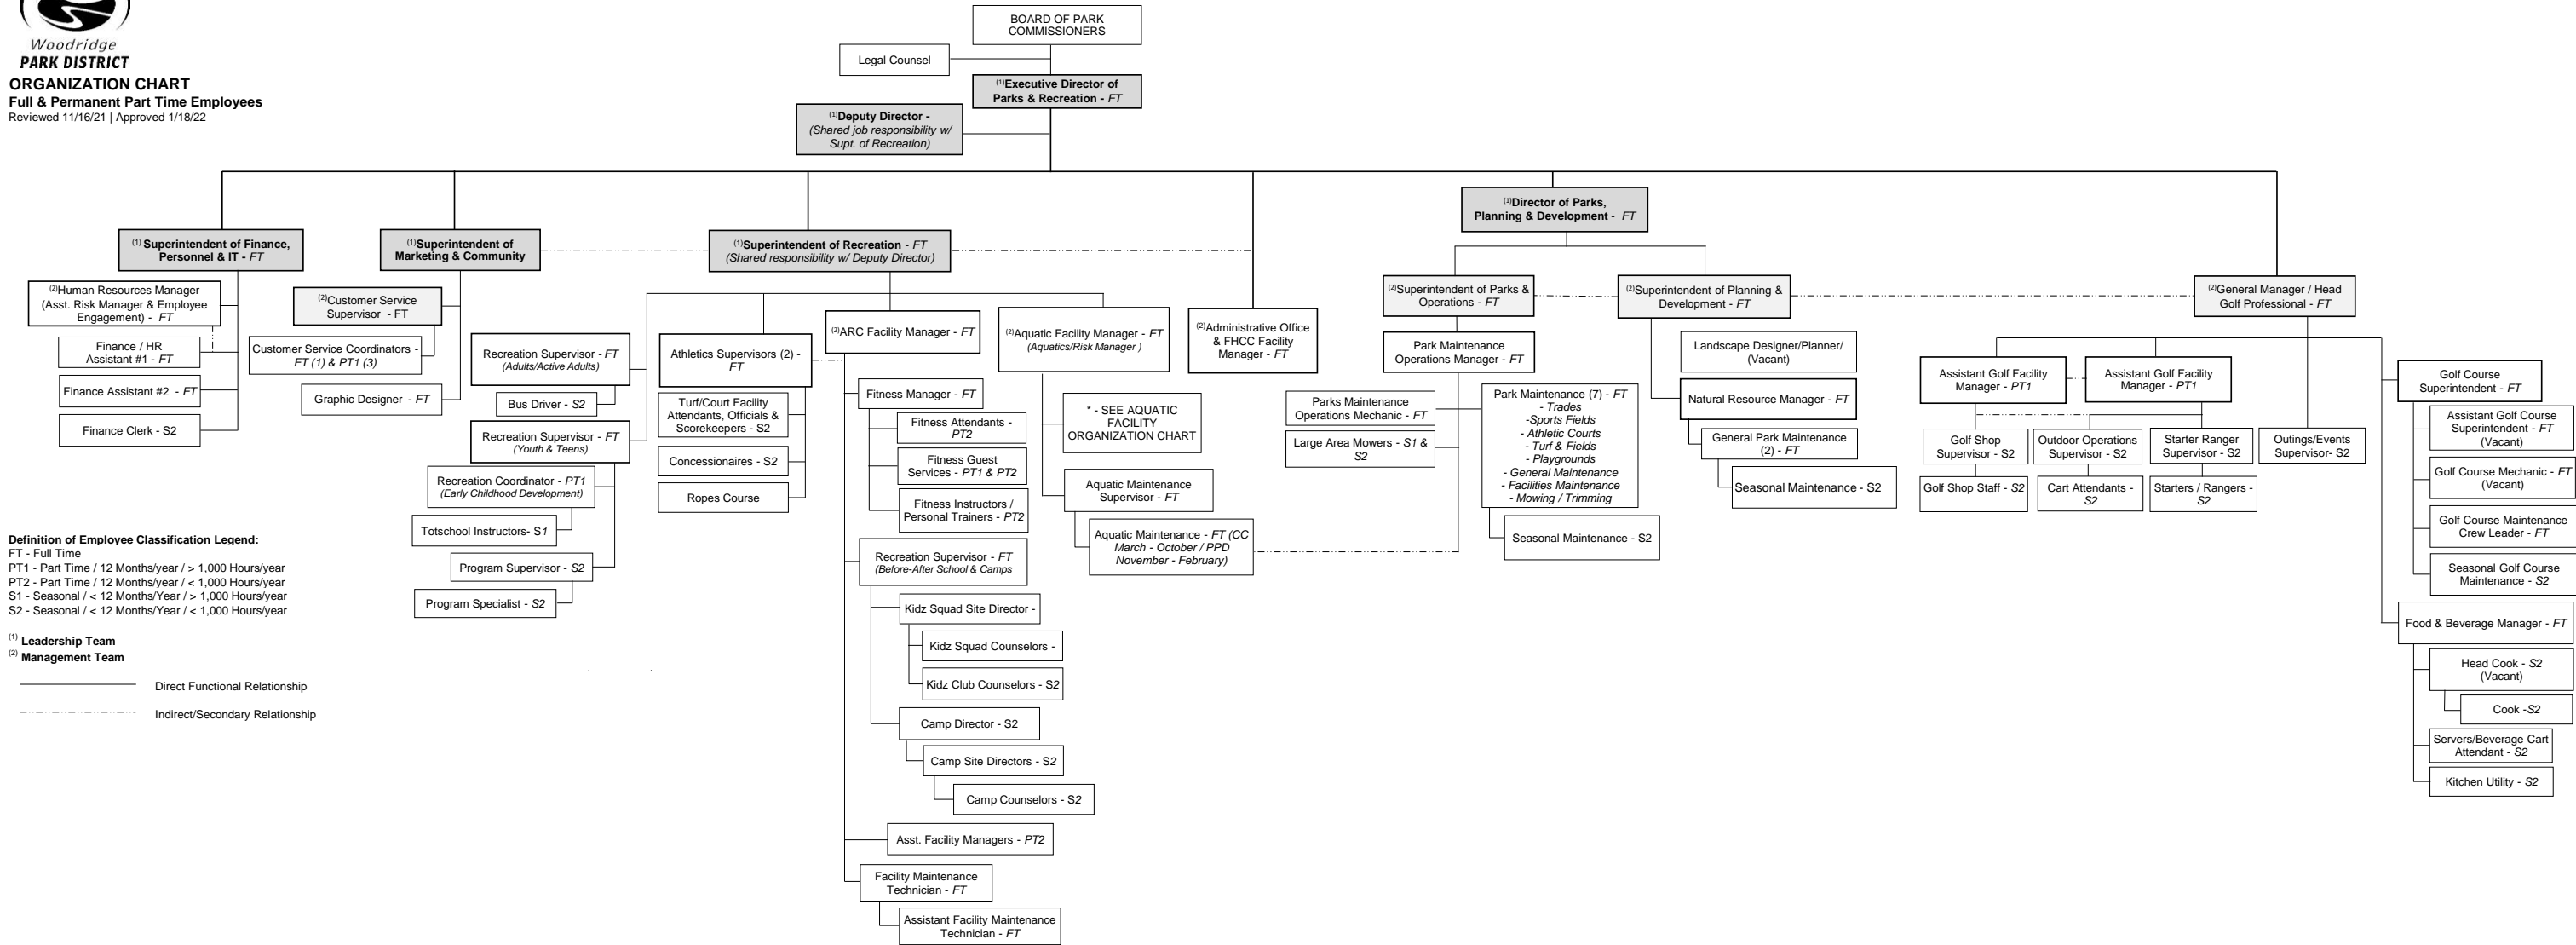 Woodridge
PARK DISTRICT
ORGANIZATION CHART
Full & Permanent Part Time Employees
Reviewed 11/16/21 | Approved 1/18/22
BOARD OF PARK
COMMISSIONERS
Legal Counsel
(1)Executive Director of
Parks & Recreation - FT
(1)Deputy Director -
(Shared job responsibility w/
Supt. of Recreation)
(1) Superintendent of Finance,
Personnel & IT - FT
(2)Human Resources Manager
(Asst. Risk Manager & Employee
Engagement) - FT
Finance / HR
Assistant #1 - FT
Finance Assistant #2 - FT
Finance Clerk - S2
(1)Superintendent of
Marketing & Community
(2)Customer Service
Supervisor - FT
Customer Service Coordinators -
FT (1) & PT1 (3)
Graphic Designer - FT
(1)Superintendent of Recreation - FT
(Shared responsibility w/ Deputy Director)
Recreation Supervisor - FT
(Adults/Active Adults)
Bus Driver - S2
Recreation Supervisor - FT
(Youth & Teens)
Recreation Coordinator - PT1
(Early Childhood Development)
Totschool Instructors- S1
Program Supervisor - S2
Program Specialist - S2
Athletics Supervisors (2) -
FT
Turf/Court Facility
Attendants, Officials &
Scorekeepers - S2
Concessionaires - S2
Ropes Course
(2)ARC Facility Manager - FT
Fitness Manager - FT
Fitness Attendants -
PT2
Fitness Guest
Services - PT1 & PT2
Fitness Instructors /
Personal Trainers - PT2
Recreation Supervisor - FT
(Before-After School & Camps
Kidz Squad Site Director -
Kidz Squad Counselors -
Kidz Club Counselors - S2
Camp Director - S2
Camp Site Directors - S2
Camp Counselors - S2
Asst. Facility Managers - PT2
Facility Maintenance
Technician - FT
Assistant Facility Maintenance
Technician - FT
(2)Aquatic Facility Manager - FT
(Aquatics/Risk Manager )
* - SEE AQUATIC
FACILITY
ORGANIZATION CHART
Aquatic Maintenance
Supervisor - FT
Aquatic Maintenance - FT (CC
March - October / PPD
November - February)
(2)Administrative Office
& FHCC Facility
Manager - FT
(1)Director of Parks,
Planning & Development - FT
(2)Superintendent of Parks &
Operations - FT
Park Maintenance
Operations Manager - FT
Parks Maintenance
Operations Mechanic - FT
Large Area Mowers - S1 &
S2
Park Maintenance (7) - FT
- Trades
-Sports Fields
- Athletic Courts
- Turf & Fields
- Playgrounds
- General Maintenance
- Facilities Maintenance
- Mowing / Trimming
Seasonal Maintenance - S2
(2)Superintendent of Planning &
Development - FT
Landscape Designer/Planner/
(Vacant)
Natural Resource Manager - FT
General Park Maintenance
(2) - FT
Seasonal Maintenance - S2
(2)General Manager / Head
Golf Professional - FT
Assistant Golf Facility
Manager - PT1
Assistant Golf Facility
Manager - PT1
Golf Shop
Supervisor - S2
Outdoor Operations
Supervisor - S2
Starter Ranger
Supervisor - S2
Outings/Events
Supervisor- S2
Golf Shop Staff - S2
Cart Attendants -
S2
Starters / Rangers -
S2
Golf Course
Superintendent - FT
Assistant Golf Course
Superintendent - FT
(Vacant)
Golf Course Mechanic - FT
(Vacant)
Golf Course Maintenance
Crew Leader - FT
Seasonal Golf Course
Maintenance - S2
Food & Beverage Manager - FT
Head Cook - S2
(Vacant)
Cook -S2
Servers/Beverage Cart
Attendant - S2
Kitchen Utility - S2
Definition of Employee Classification Legend:
FT - Full Time
PT1 - Part Time / 12 Months/year / > 1,000 Hours/year
PT2 - Part Time / 12 Months/year / < 1,000 Hours/year
S1 - Seasonal / < 12 Months/Year / > 1,000 Hours/year
S2 - Seasonal / < 12 Months/Year / < 1,000 Hours/year
(1) Leadership Team
(2) Management Team
Direct Functional Relationship
Indirect/Secondary Relationship